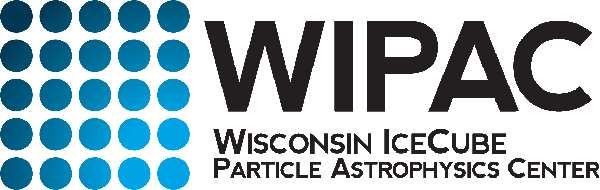 WIPAC
Wisconsin IceCube
Particle Astrophysics Center